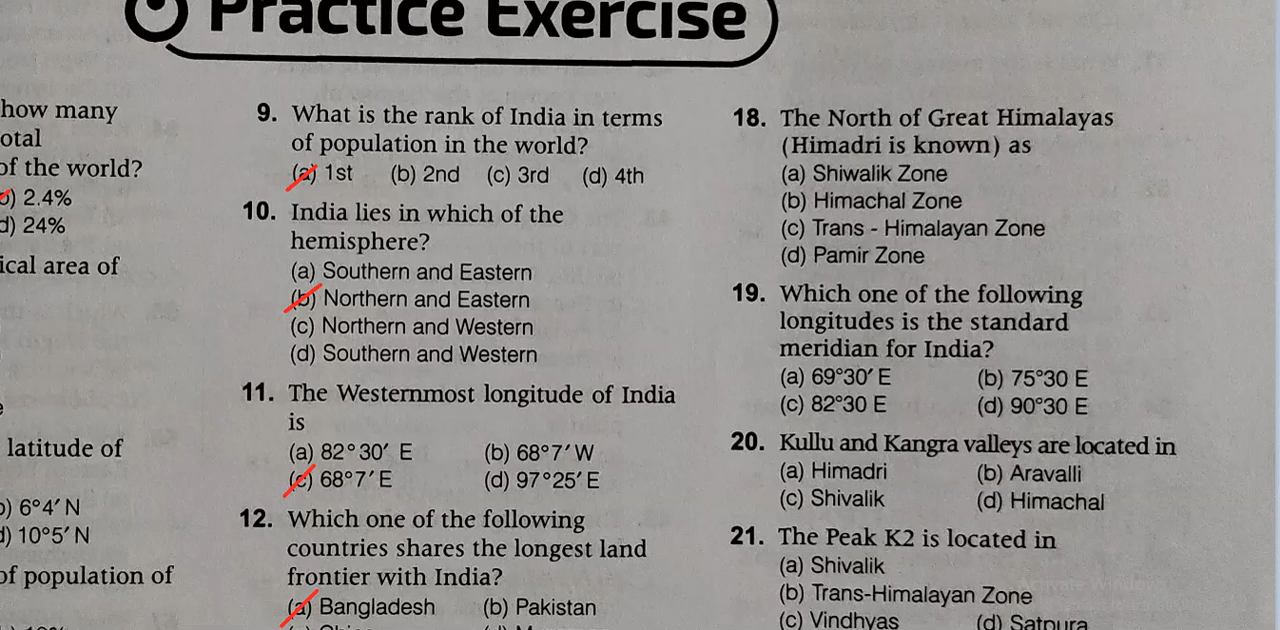 Practice Exercise
how many
otal
of the world?
b) 2.4%
d) 24%
ical area of
latitude of
b) 6°4′ N
d) 10°5′ N
of population of
9. What is the rank of India in terms
of population in the world?
(a) 1st (b) 2nd (c) 3rd (d) 4th
10. India lies in which of the
hemisphere?
(a) Southern and Eastern
(b) Northern and Eastern
(c) Northern and Western
(d) Southern and Western
11. The Westernmost longitude of India
is
(a) 82°30′ E (b) 68°7′ W
(c) 68°7′ E (d) 97°25′ E
12. Which one of the following
countries shares the longest land
frontier with India?
(a) Bangladesh (b) Pakistan
18. The North of Great Himalayas
(Himadri is known) as
(a) Shiwalik Zone
(b) Himachal Zone
(c) Trans - Himalayan Zone
(d) Pamir Zone
19. Which one of the following
longitudes is the standard
meridian for India?
(a) 69°30′ E (b) 75°30 E
(c) 82°30 E (d) 90°30 E
20. Kullu and Kangra valleys are located in
(a) Himadri (b) Aravalli
(c) Shivalik (d) Himachal
21. The Peak K2 is located in
(a) Shivalik
(b) Trans-Himalayan Zone
(c) Vindhyas (d) Satpura